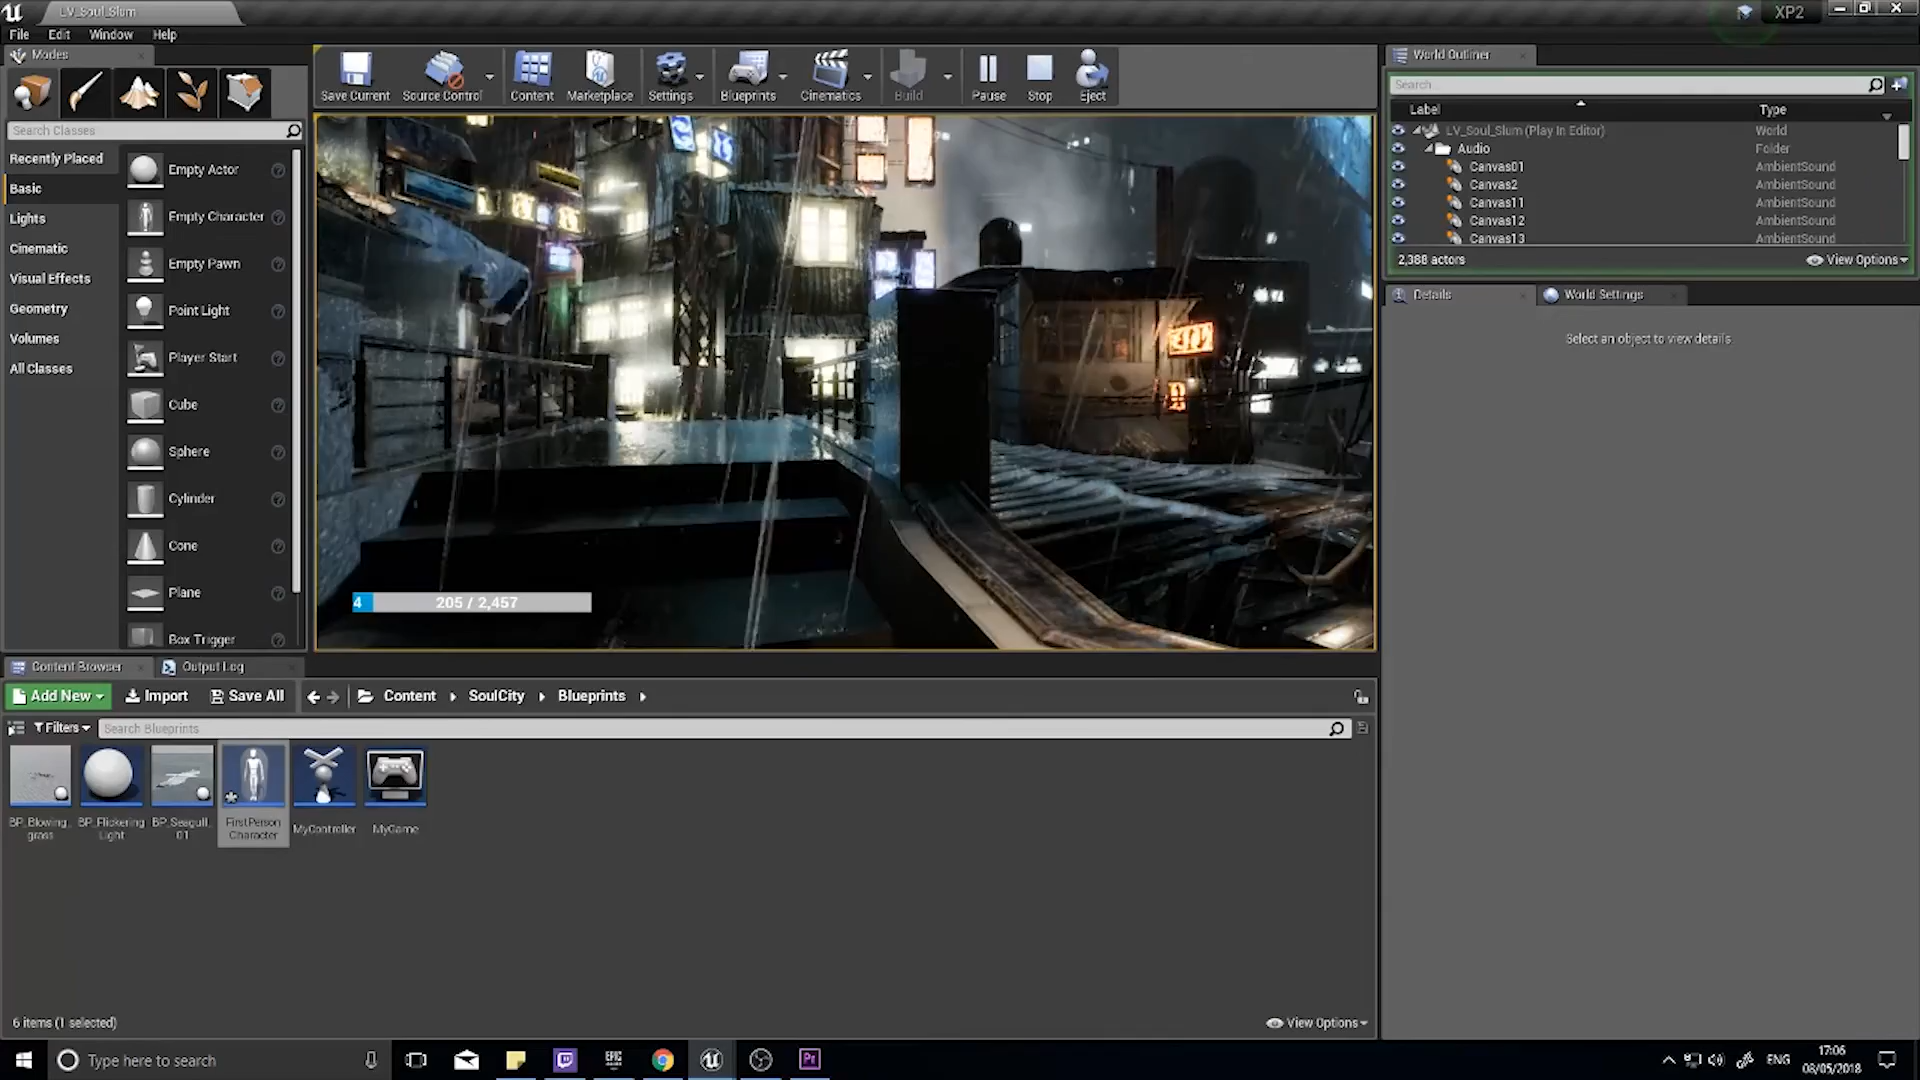 LV_Soul_Slum
XP2
File Edit Window Help
Modes
Save Current Source Control Content Marketplace Settings Blueprints Cinematics Build Pause Stop Eject
World Outliner
Search
Label Type
LV_Soul_Slum (Play In Editor) World
Audio Folder
Canvas01 AmbientSound
Canvas2 AmbientSound
Canvas11 AmbientSound
Canvas12 AmbientSound
Canvas13 AmbientSound
2,388 actors View Options
Details World Settings
Select an object to view details
Search Classes
Recently Placed
Basic
Lights
Cinematic
Visual Effects
Geometry
Volumes
All Classes
Empty Actor
Empty Character
Empty Pawn
Point Light
Player Start
Cube
Sphere
Cylinder
Cone
Plane
Box Trigger
4 205 / 2,457
Content Browser Output Log
Add New Import Save All Content SoulCity Blueprints
Filters Search Blueprints
BP_Blowing_
grass
BP_Flickering
Light
BP_Seagull_
01
FirstPerson
Character
MyController
MyGame
6 items (1 selected) View Options
Type here to search
EPIC
Pr
ENG
17:06
08/05/2018